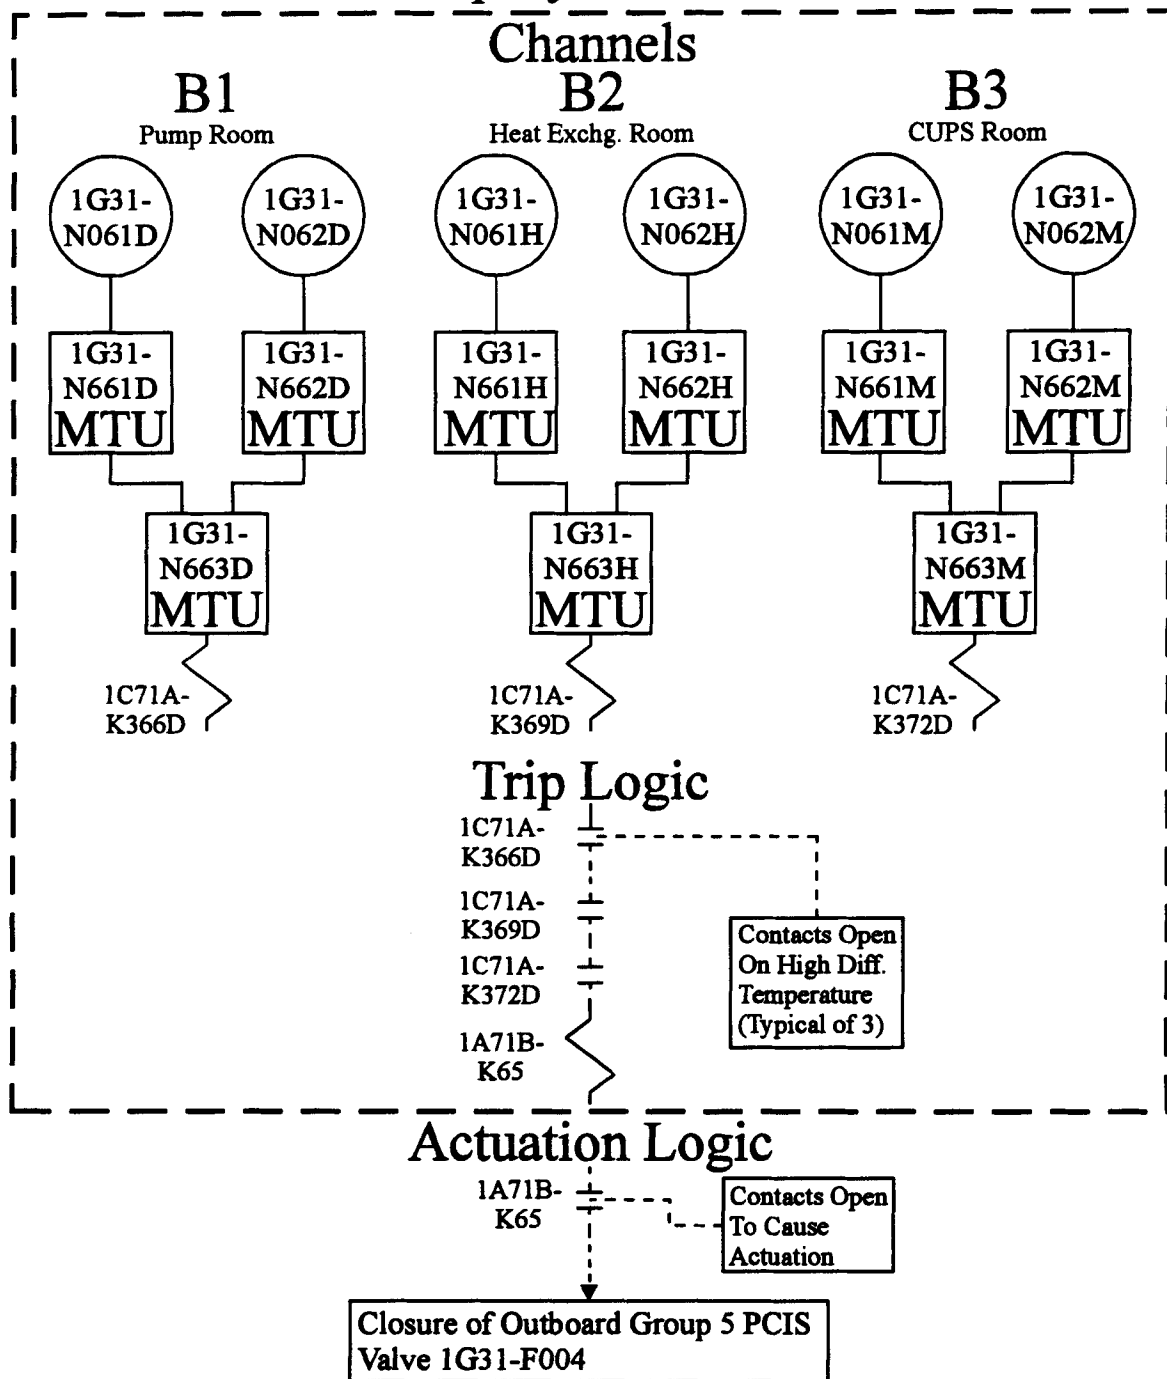 Channels
B1
Pump Room
B2
Heat Exchg. Room
B3
CUPS Room
1G31-
N061D
1G31-
N062D
1G31-
N061H
1G31-
N062H
1G31-
N061M
1G31-
N062M
1G31-
N661D
MTU
1G31-
N662D
MTU
1G31-
N661H
MTU
1G31-
N662H
MTU
1G31-
N661M
MTU
1G31-
N662M
MTU
1G31-
N663D
MTU
1G31-
N663H
MTU
1G31-
N663M
MTU
1C71A-
K366D
1C71A-
K369D
1C71A-
K372D
Trip Logic
1C71A-
K366D
1C71A-
K369D
1C71A-
K372D
1A71B-
K65
Contacts Open
On High Diff.
Temperature
(Typical of 3)
Actuation Logic
1A71B-
K65
Contacts Open
To Cause
Actuation
Closure of Outboard Group 5 PCIS
Valve 1G31-F004